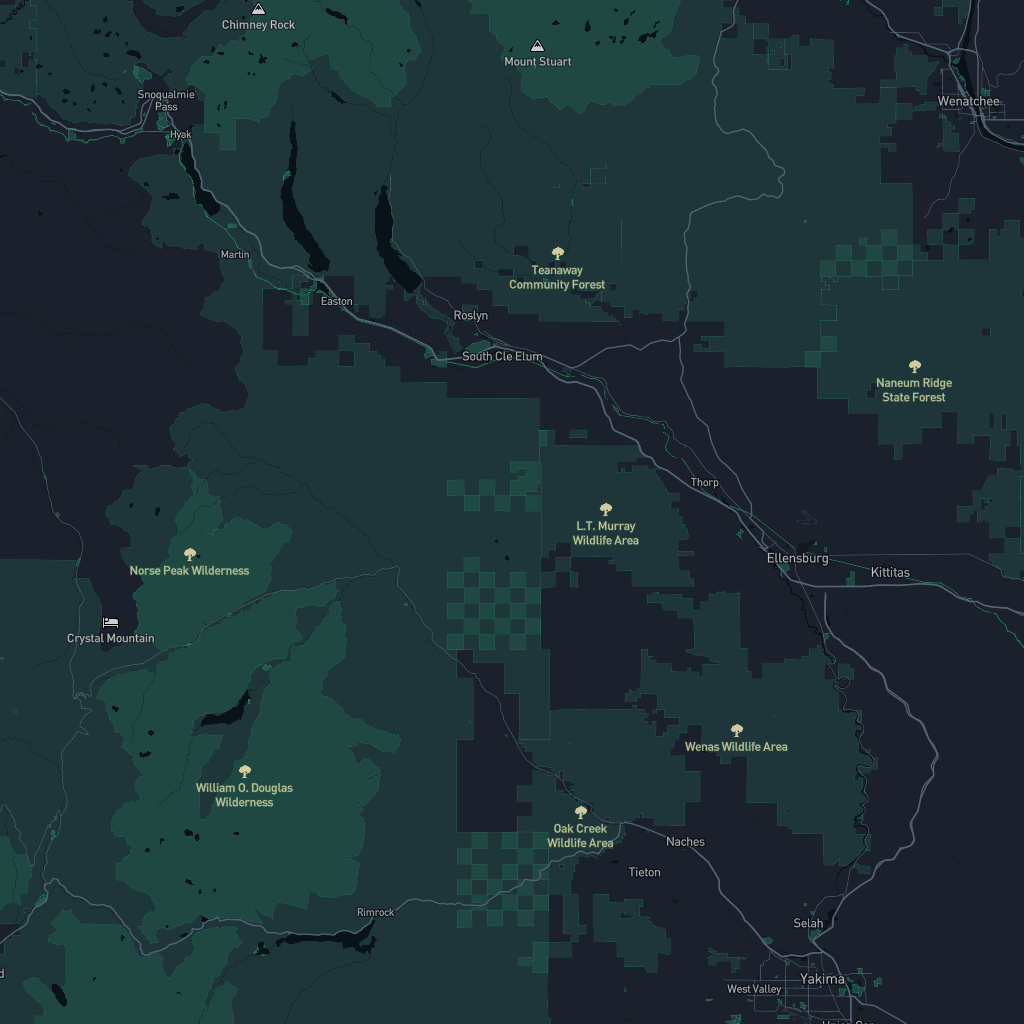 Chimney Rock
Mount Stuart
Snoqualmie
Pass
Wenatchee
Hyak
Martin
Teanaway
Community Forest
Easton
Roslyn
South Cle Elum
Naneum Ridge
State Forest
Thorp
L.T. Murray
Wildlife Area
Ellensburg
Norse Peak Wilderness
Kittitas
Crystal Mountain
Wenas Wildlife Area
William O. Douglas
Wilderness
Oak Creek
Wildlife Area
Naches
Tieton
Rimrock
Selah
Yakima
West Valley